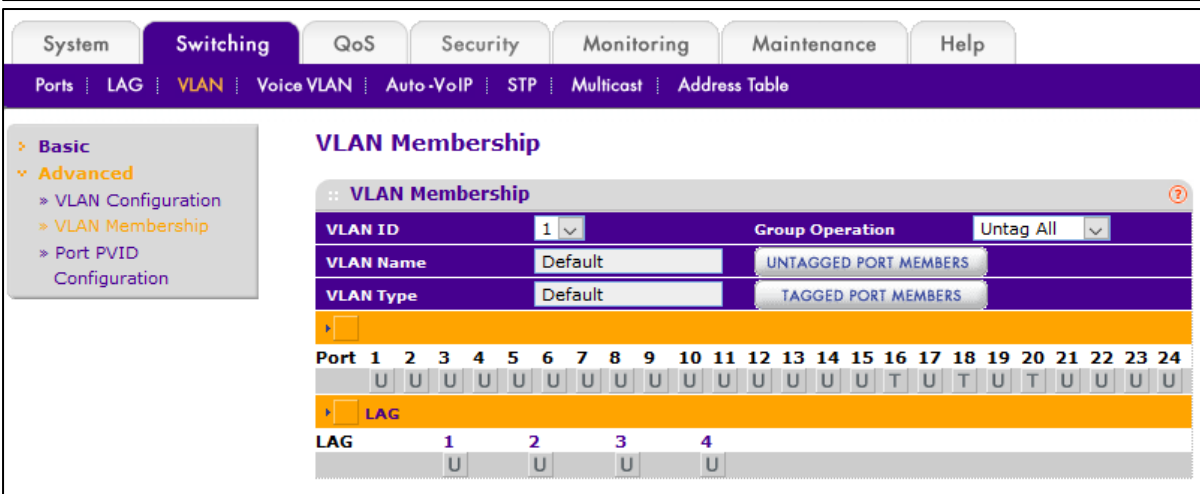 System Switching QoS Security Monitoring Maintenance Help
Ports LAG VLAN Voice VLAN Auto-VoIP STP Multicast Address Table
Basic
Advanced
» VLAN Configuration
» VLAN Membership
» Port PVID
Configuration
VLAN Membership
:: VLAN Membership ?
VLAN ID 1 Group Operation Untag All
VLAN Name Default UNTAGGED PORT MEMBERS
VLAN Type Default TAGGED PORT MEMBERS
Port 1 2 3 4 5 6 7 8 9 10 11 12 13 14 15 16 17 18 19 20 21 22 23 24
U U U U U U U U U U U U U U U T U T U T U U U U
LAG
LAG 1 2 3 4
U U U U